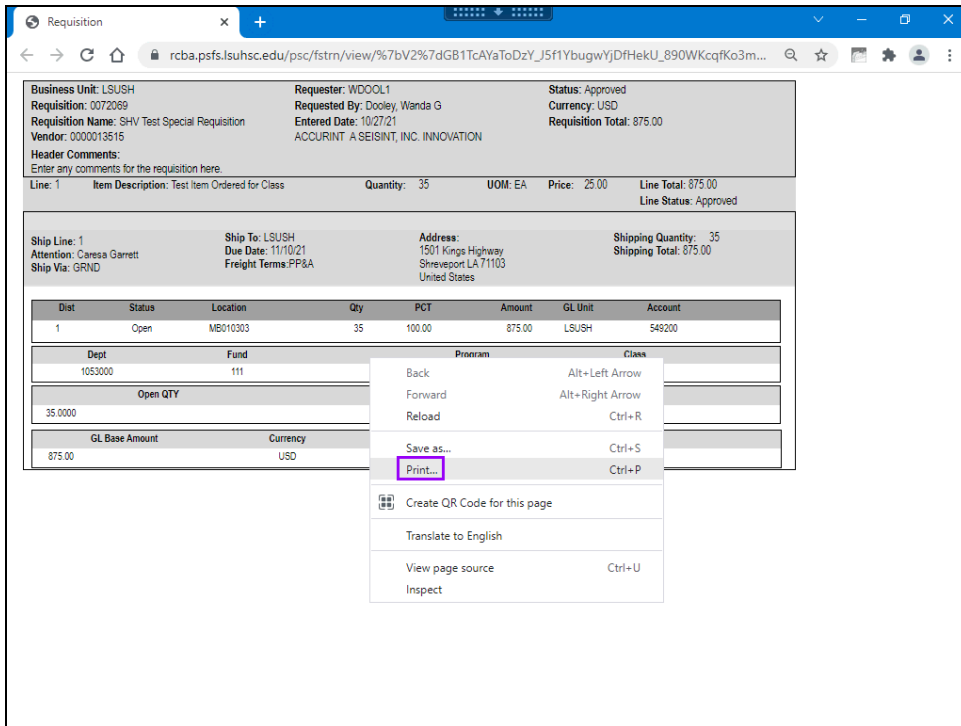 Requisition
rcba.psfs.lsuhsc.edu/psc/fstrn/view/%7bV2%7dGB1TcAYaToDzY_J5f1YbugwYjDfHekU_890WKcqfKo3m...
Business Unit: LSUSH Requester: WDOOL1 Status: Approved
Requisition: 0072069 Requested By: Dooley, Wanda G Currency: USD
Requisition Name: SHV Test Special Requisition Entered Date: 10/27/21 Requisition Total: 875.00
Vendor: 0000013515 ACCURINT A SEISINT, INC. INNOVATION
Header Comments:
Enter any comments for the requisition here.
Line: 1 Item Description: Test Item Ordered for Class Quantity: 35 UOM: EA Price: 25.00 Line Total: 875.00
Line Status: Approved
Ship Line: 1 Ship To: LSUSH Address: Shipping Quantity: 35
Attention: Caresa Garrett Due Date: 11/10/21 1501 Kings Highway Shipping Total: 875.00
Ship Via: GRND Freight Terms:PP&A Shreveport LA 71103
United States
Dist Status Location Qty PCT Amount GL Unit Account
1 Open MB010303 35 100.00 875.00 LSUSH 549200
Dept Fund Program Class
1053000 111
Back Alt+Left Arrow
Open QTY Forward Alt+Right Arrow
35.0000 Reload Ctrl+R
GL Base Amount Currency
875.00 USD
Save as... Ctrl+S
Print... Ctrl+P
Create QR Code for this page
Translate to English
View page source Ctrl+U
Inspect